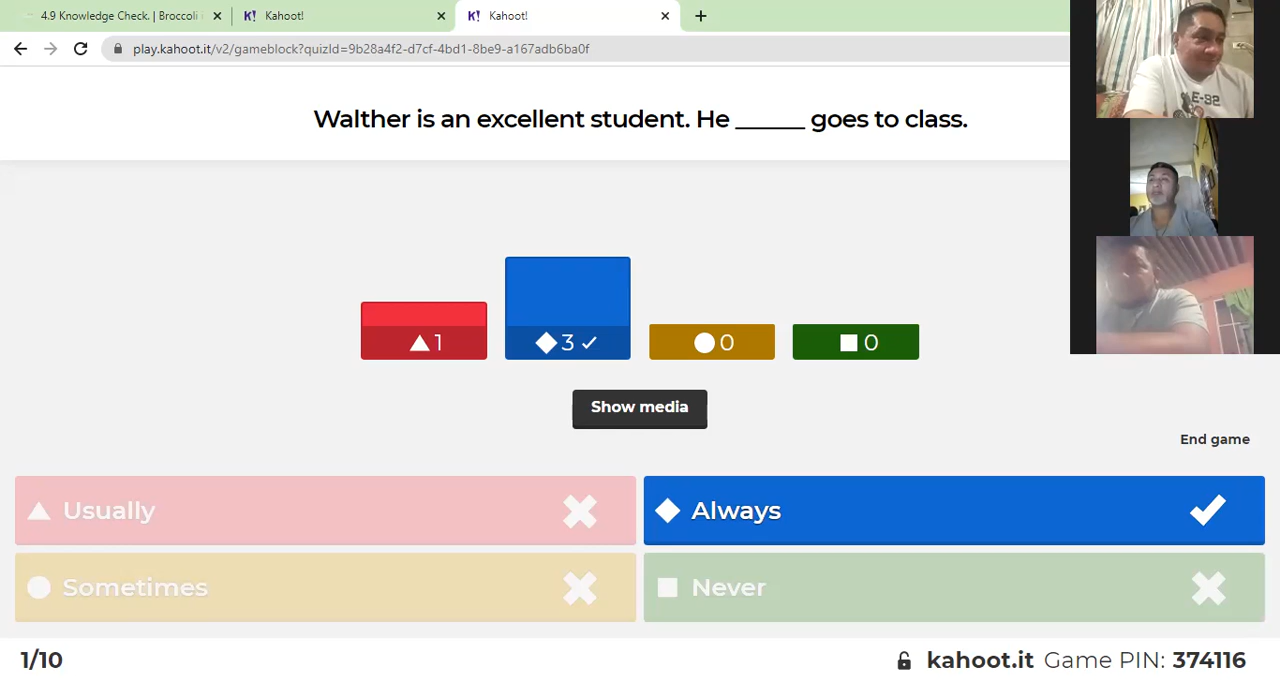 4.9 Knowledge Check. | Broccoli
Kahoot!
Kahoot!
play.kahoot.it/v2/gameblock?quizId=9b28a4f2-d7cf-4bd1-8be9-a167adb6ba0f
Walther is an excellent student. He ______ goes to class.
1
3
0
0
Show media
End game
Usually
Always
Sometimes
Never
1/10
kahoot.it Game PIN: 374116
E-92